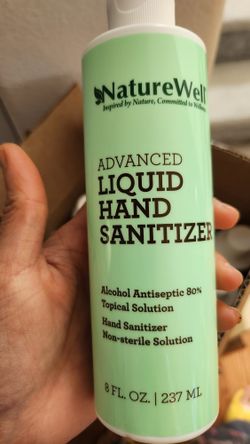 NatureWell
Inspired by Nature, Committed to Wellness
ADVANCED
LIQUID
HAND
SANITIZER
Alcohol Antiseptic 80%
Topical Solution
Hand Sanitizer
Non-sterile Solution
8 FL. OZ. | 237 ML